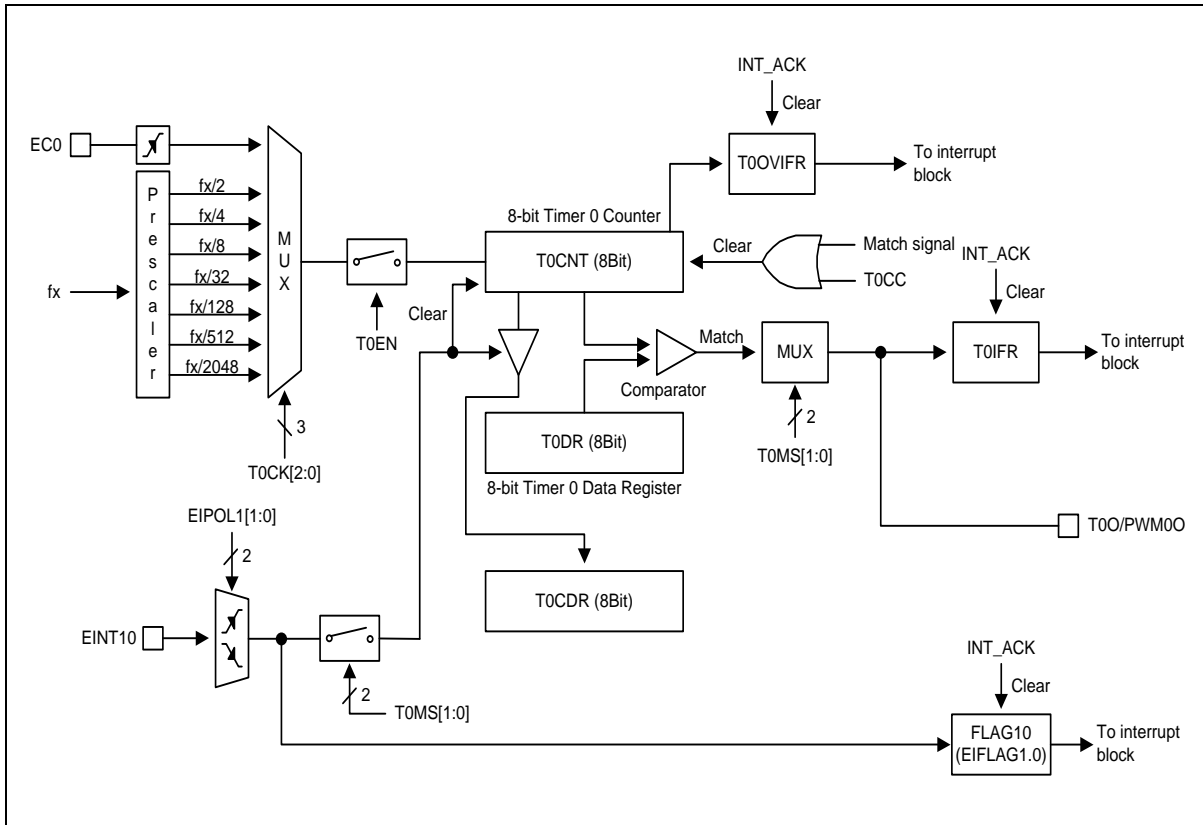 INT_ACK
Clear
EC0
T0OVIFR
To interrupt
block
Prescaler
fx/2
fx/4
fx/8
fx/32
fx/128
fx/512
fx/2048
fx
MUX
8-bit Timer 0 Counter
T0CNT (8Bit)
Clear
Match signal
T0CC
INT_ACK
Clear
T0EN
Clear
Match
MUX
T0IFR
To interrupt
block
Comparator
3
T0CK[2:0]
T0DR (8Bit)
2
T0MS[1:0]
8-bit Timer 0 Data Register
EIPOL1[1:0]
2
T0O/PWM0O
T0CDR (8Bit)
EINT10
2
T0MS[1:0]
INT_ACK
Clear
FLAG10
(EIFLAG1.0)
To interrupt
block